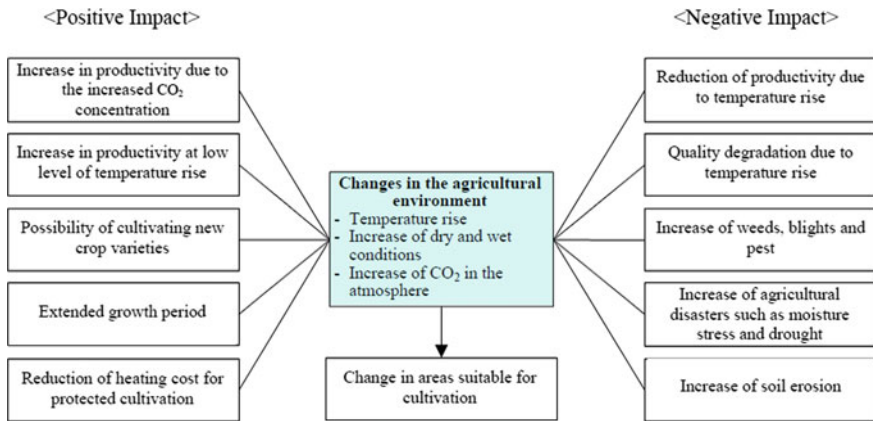 <Positive Impact>
Increase in productivity due to
the increased CO₂
concentration
Increase in productivity at low
level of temperature rise
Possibility of cultivating new
crop varieties
Extended growth period
Reduction of heating cost for
protected cultivation
Changes in the agricultural
environment
- Temperature rise
- Increase of dry and wet
conditions
- Increase of CO₂ in the
atmosphere
Change in areas suitable for
cultivation
<Negative Impact>
Reduction of productivity due
to temperature rise
Quality degradation due to
temperature rise
Increase of weeds, blights and
pest
Increase of agricultural
disasters such as moisture
stress and drought
Increase of soil erosion